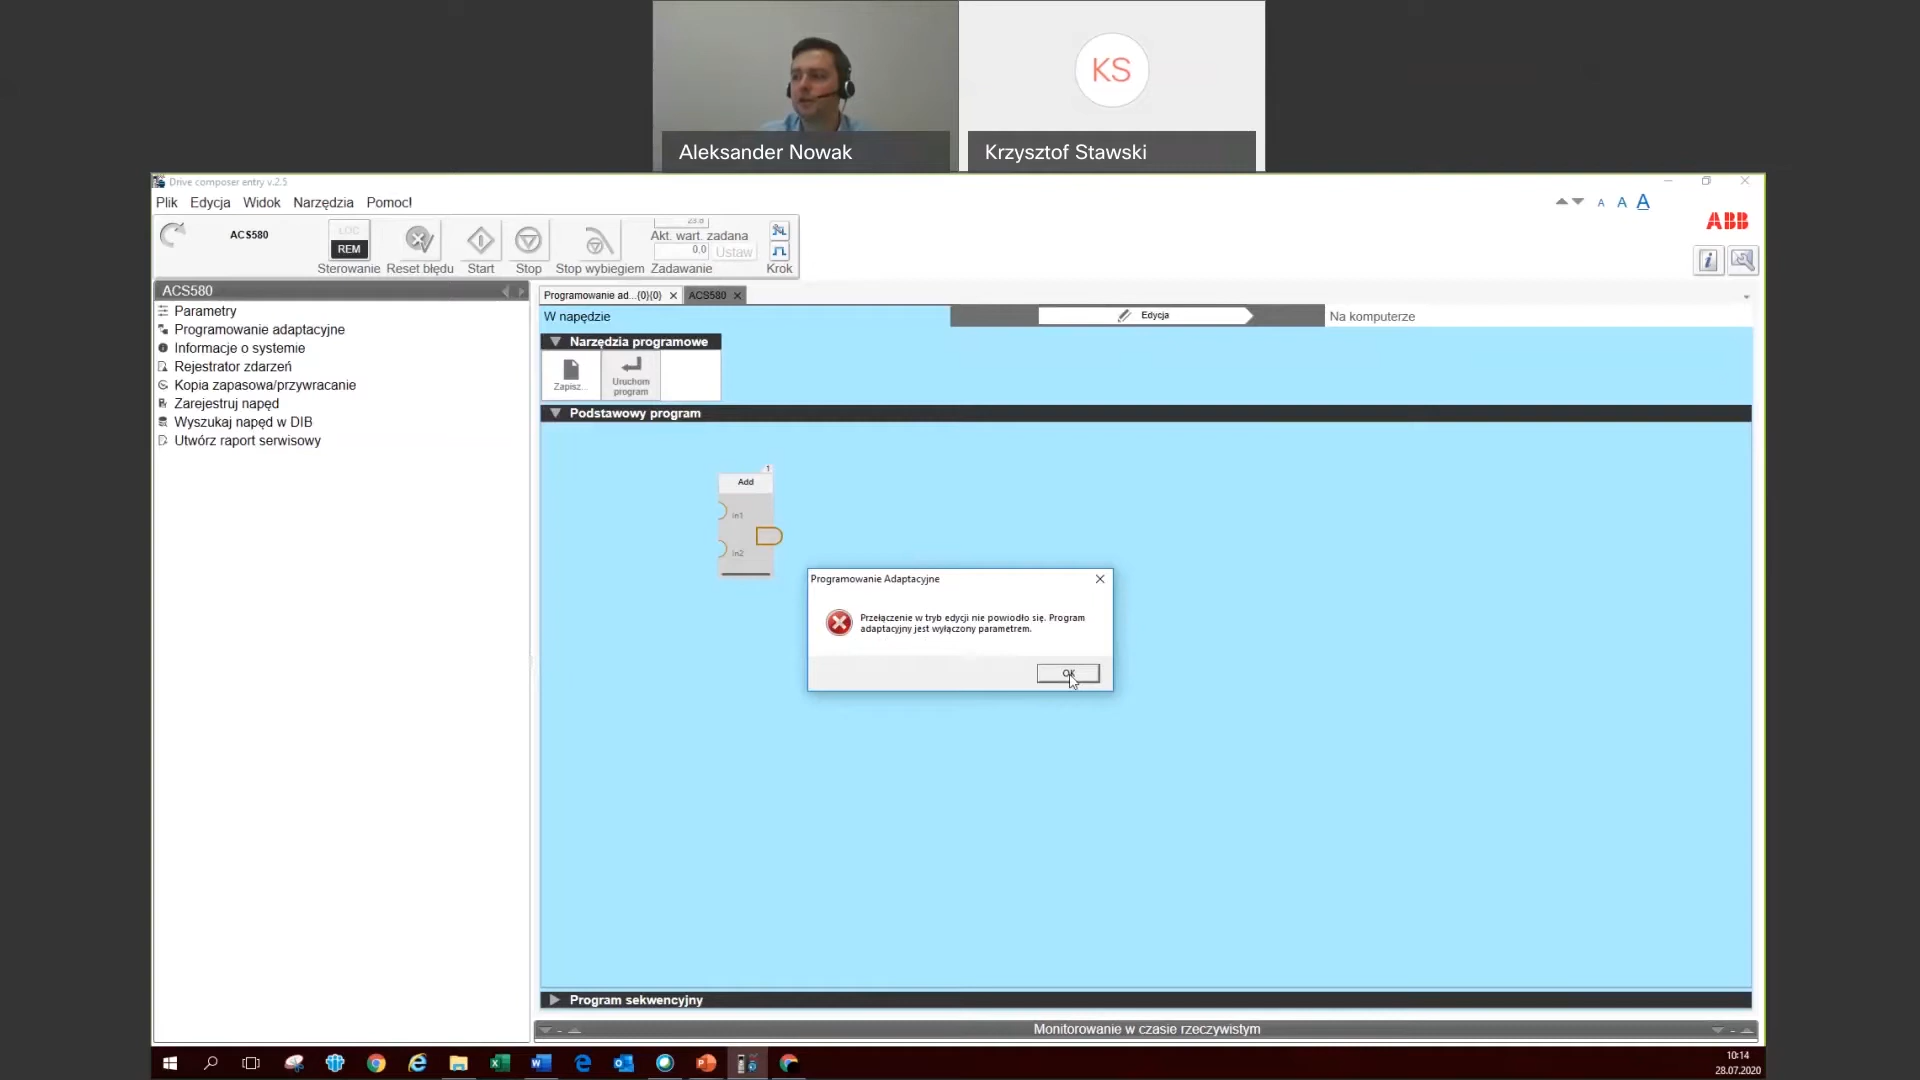 KS
Aleksander Nowak
Krzysztof Stawski
Drive composer entry v.2.5
Plik Edycja Widok Narzędzia Pomoc!
A A A
ABB
ACS580
LOC
REM
Sterowanie
Reset błędu
Start
Stop
Stop wybiegiem
Akt. wart. zadana
0,0
Ustaw
Zadawanie
Krok
i
ACS580
Parametry
Programowanie adaptacyjne
Informacje o systemie
Rejestrator zdarzeń
Kopia zapasowa/przywracanie
Zarejestruj napęd
Wyszukaj napęd w DIB
Utwórz raport serwisowy
Programowanie ad...{0}{0}
ACS580
W napędzie
Edycja
Na komputerze
Narzędzia programowe
Zapisz...
Uruchom
program
Podstawowy program
1
Add
in1
in2
Programowanie Adaptacyjne
Przełączenie w tryb edycji nie powiodło się. Program
adaptacyjny jest wyłączony parametrem.
OK
Program sekwencyjny
Monitorowanie w czasie rzeczywistym
10:14
28.07.2020